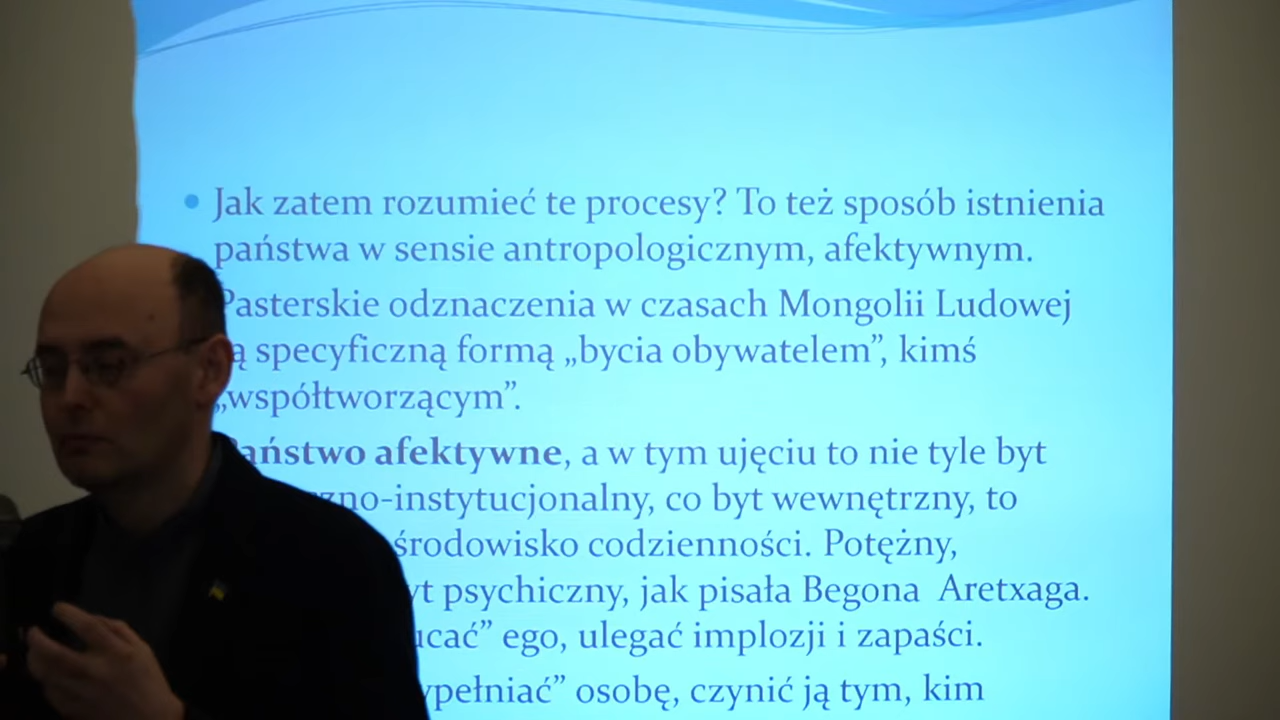 Jak zatem rozumieć te procesy? To też sposób istnienia
państwa w sensie antropologicznym, afektywnym.
Pasterskie odznaczenia w czasach Mongolii Ludowej
specyficzną formą „bycia obywatelem”, kimś
„współtworzącym”.
Państwo afektywne, a w tym ujęciu to nie tyle byt
instytucjonalny, co byt wewnętrzny, to
środowisko codzienności. Potężny,
psychiczny, jak pisała Begona Aretxaga.
ego, ulegać implozji i zapaści.
osobę, czynić ją tym, kim